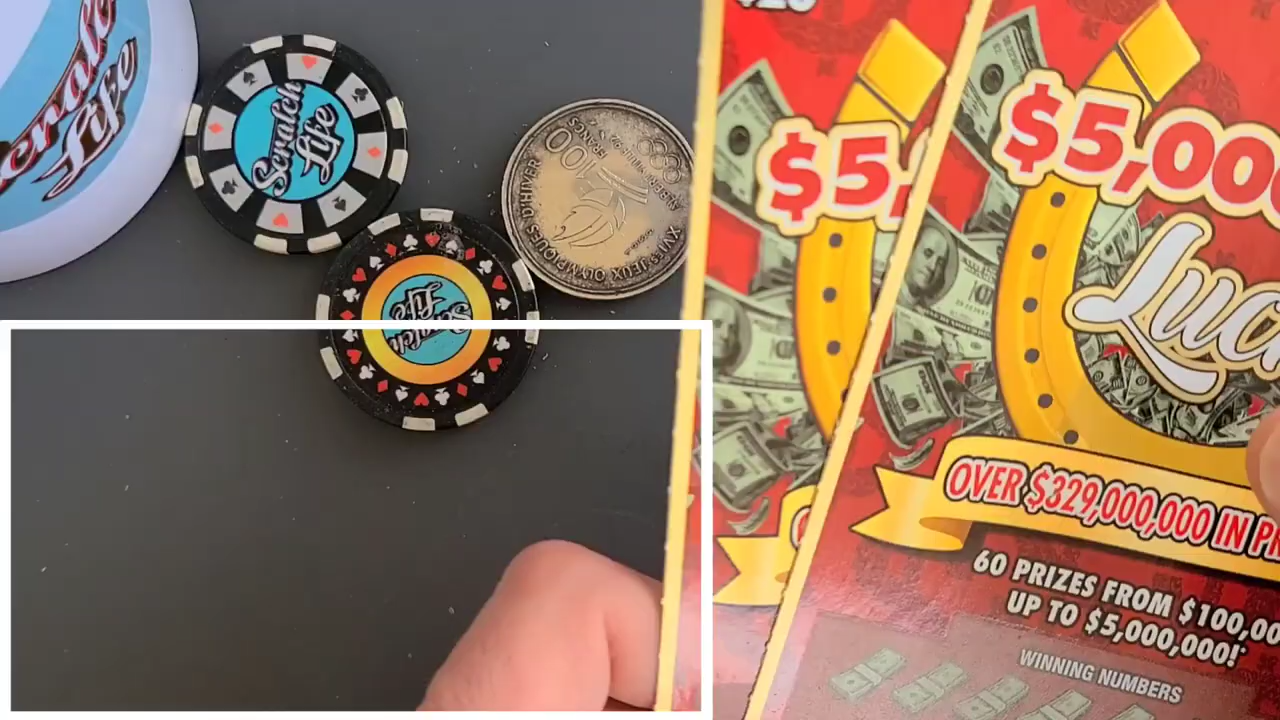 Scratch
Life
Scratch
Life
Scratch
Life
100
FRANCS
XVIes JEUX OLYMPIQUES D'HIVER
$5,
$5,00
Luc
OVER $329,000,000 IN PR
60 PRIZES FROM $100,00
UP TO $5,000,000!*
WINNING NUMBERS